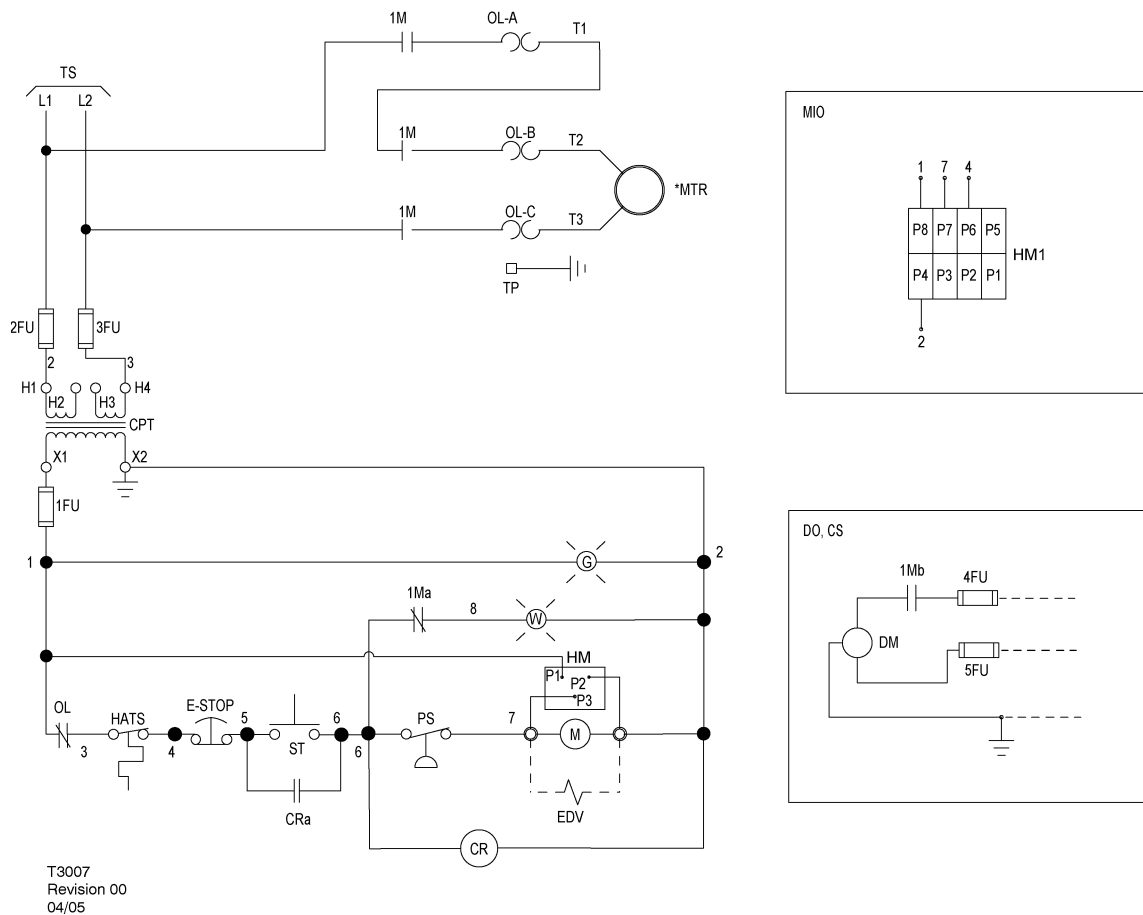 1M
OL-A
T1
TS
L1
L2
1M
OL-B
T2
*MTR
1M
OL-C
T3
TP
2FU
3FU
2
3
H1
H2
H3
H4
CPT
X1
X2
1FU
1
G
2
1Ma
8
W
HM
P1
P2
P3
OL
3
HATS
4
E-STOP
5
ST
6
6
PS
7
M
CRa
EDV
CR
T3007
Revision 00
04/05
MIO
1 7 4
P8 P7 P6 P5
HM1
P4 P3 P2 P1
2
DO, CS
1Mb
4FU
DM
5FU